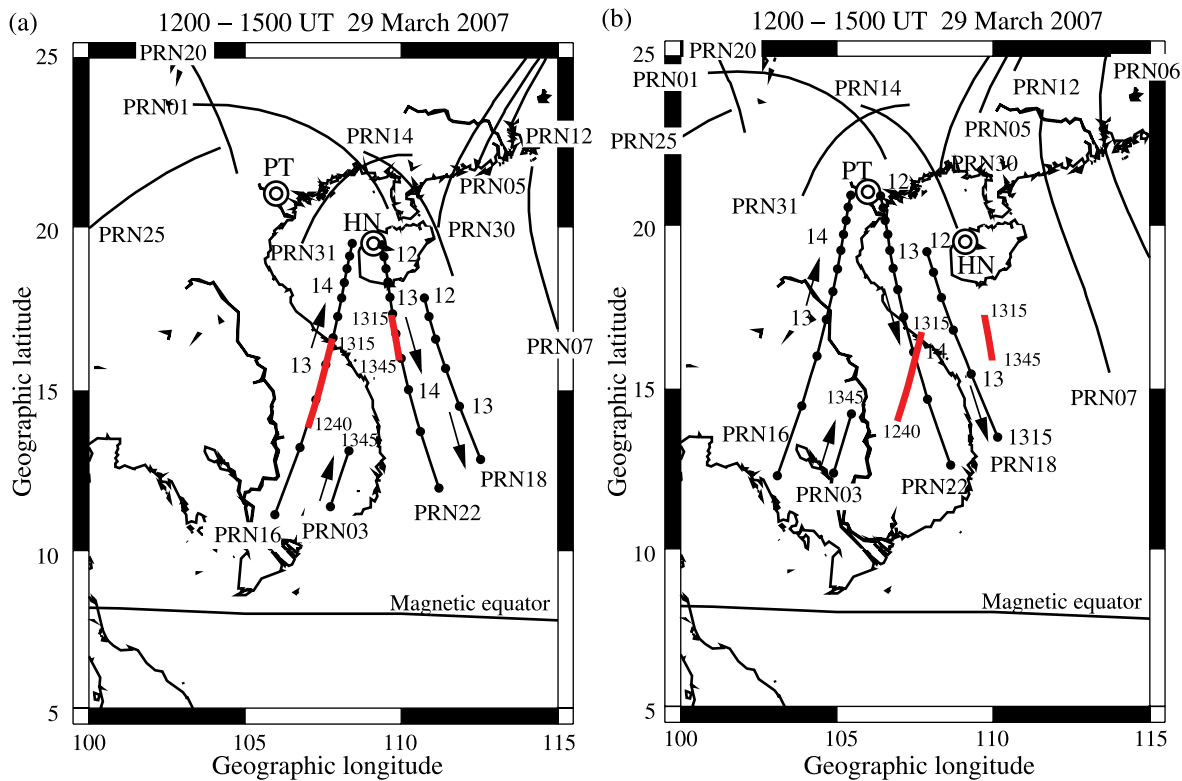 (a)
1200 – 1500 UT 29 March 2007
25
PRN20
PRN01
PRN14
PRN12
PT
PRN05
20
HN
PRN30
PRN25
PRN31
12
14
13
12
1315
1315
13
1345
PRN07
15
14
13
1240
1345
PRN18
PRN22
PRN16
PRN03
10
Magnetic equator
5
100
105
110
115
Geographic longitude
Geographic latitude
(b)
1200 – 1500 UT 29 March 2007
25
PRN20
PRN06
PRN01
PRN14
PRN12
PRN25
PRN05
PT
PRN30
12
PRN31
20
14
13
12
HN
13
1315
1315
14
1345
13
15
1345
PRN07
1240
PRN16
1315
PRN18
PRN03
PRN22
10
Magnetic equator
5
100
105
110
115
Geographic longitude
Geographic latitude